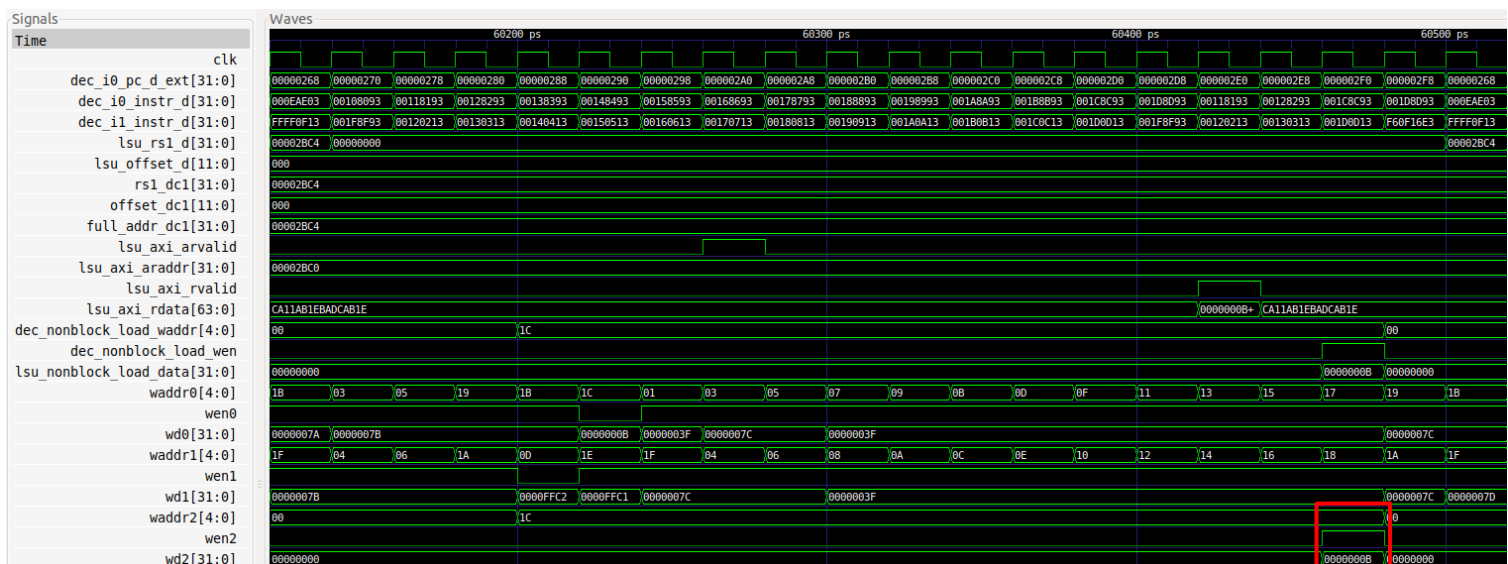 Signals Waves
Time 60200 ps 60300 ps 60400 ps 60500 ps
clk
dec_i0_pc_d_ext[31:0] 00000268 00000270 00000278 00000280 00000288 00000290 00000298 000002A0 000002A8 000002B0 000002B8 000002C0 000002C8 000002D0 000002D8 000002E0 000002E8 000002F0 000002F8 00000268
dec_i0_instr_d[31:0] 000EAE03 00108093 00118193 00128293 00138393 00148493 00158593 00168693 00178793 00188893 00198993 001A8A93 001B8B93 001C8C93 001D8D93 00118193 00128293 001C8C93 001D8D93 000EAE03
dec_i1_instr_d[31:0] FFFF0F13 001F8F93 00120213 00130313 00140413 00150513 00160613 00170713 00180813 00190913 001A0A13 001B0B13 001C0C13 001D0D13 001F8F93 00120213 00130313 001D0D13 F60F16E3 FFFF0F13
lsu_rs1_d[31:0] 00002BC4 00000000 00002BC4
lsu_offset_d[11:0] 000
rs1_dc1[31:0] 00002BC4
offset_dc1[11:0] 000
full_addr_dc1[31:0] 00002BC4
lsu_axi_arvalid
lsu_axi_araddr[31:0] 00002BC0
lsu_axi_rvalid
lsu_axi_rdata[63:0] CA11AB1EBADCAB1E 0000000B+ CA11AB1EBADCAB1E
dec_nonblock_load_waddr[4:0] 00 1C 00
dec_nonblock_load_wen
lsu_nonblock_load_data[31:0] 00000000 0000000B 00000000
waddr0[4:0] 1B 03 05 19 1B 1C 01 03 05 07 09 0B 0D 0F 11 13 15 17 19 1B
wen0
wd0[31:0] 0000007A 0000007B 0000000B 0000003F 0000007C 0000003F 0000007C
waddr1[4:0] 1F 04 06 1A 0D 1E 1F 04 06 08 0A 0C 0E 10 12 14 16 18 1A 1F
wen1
wd1[31:0] 0000007B 0000FFC2 0000FFC1 0000007C 0000003F 0000007C 0000007D
waddr2[4:0] 00 1C 00
wen2
wd2[31:0] 00000000 0000000B 00000000